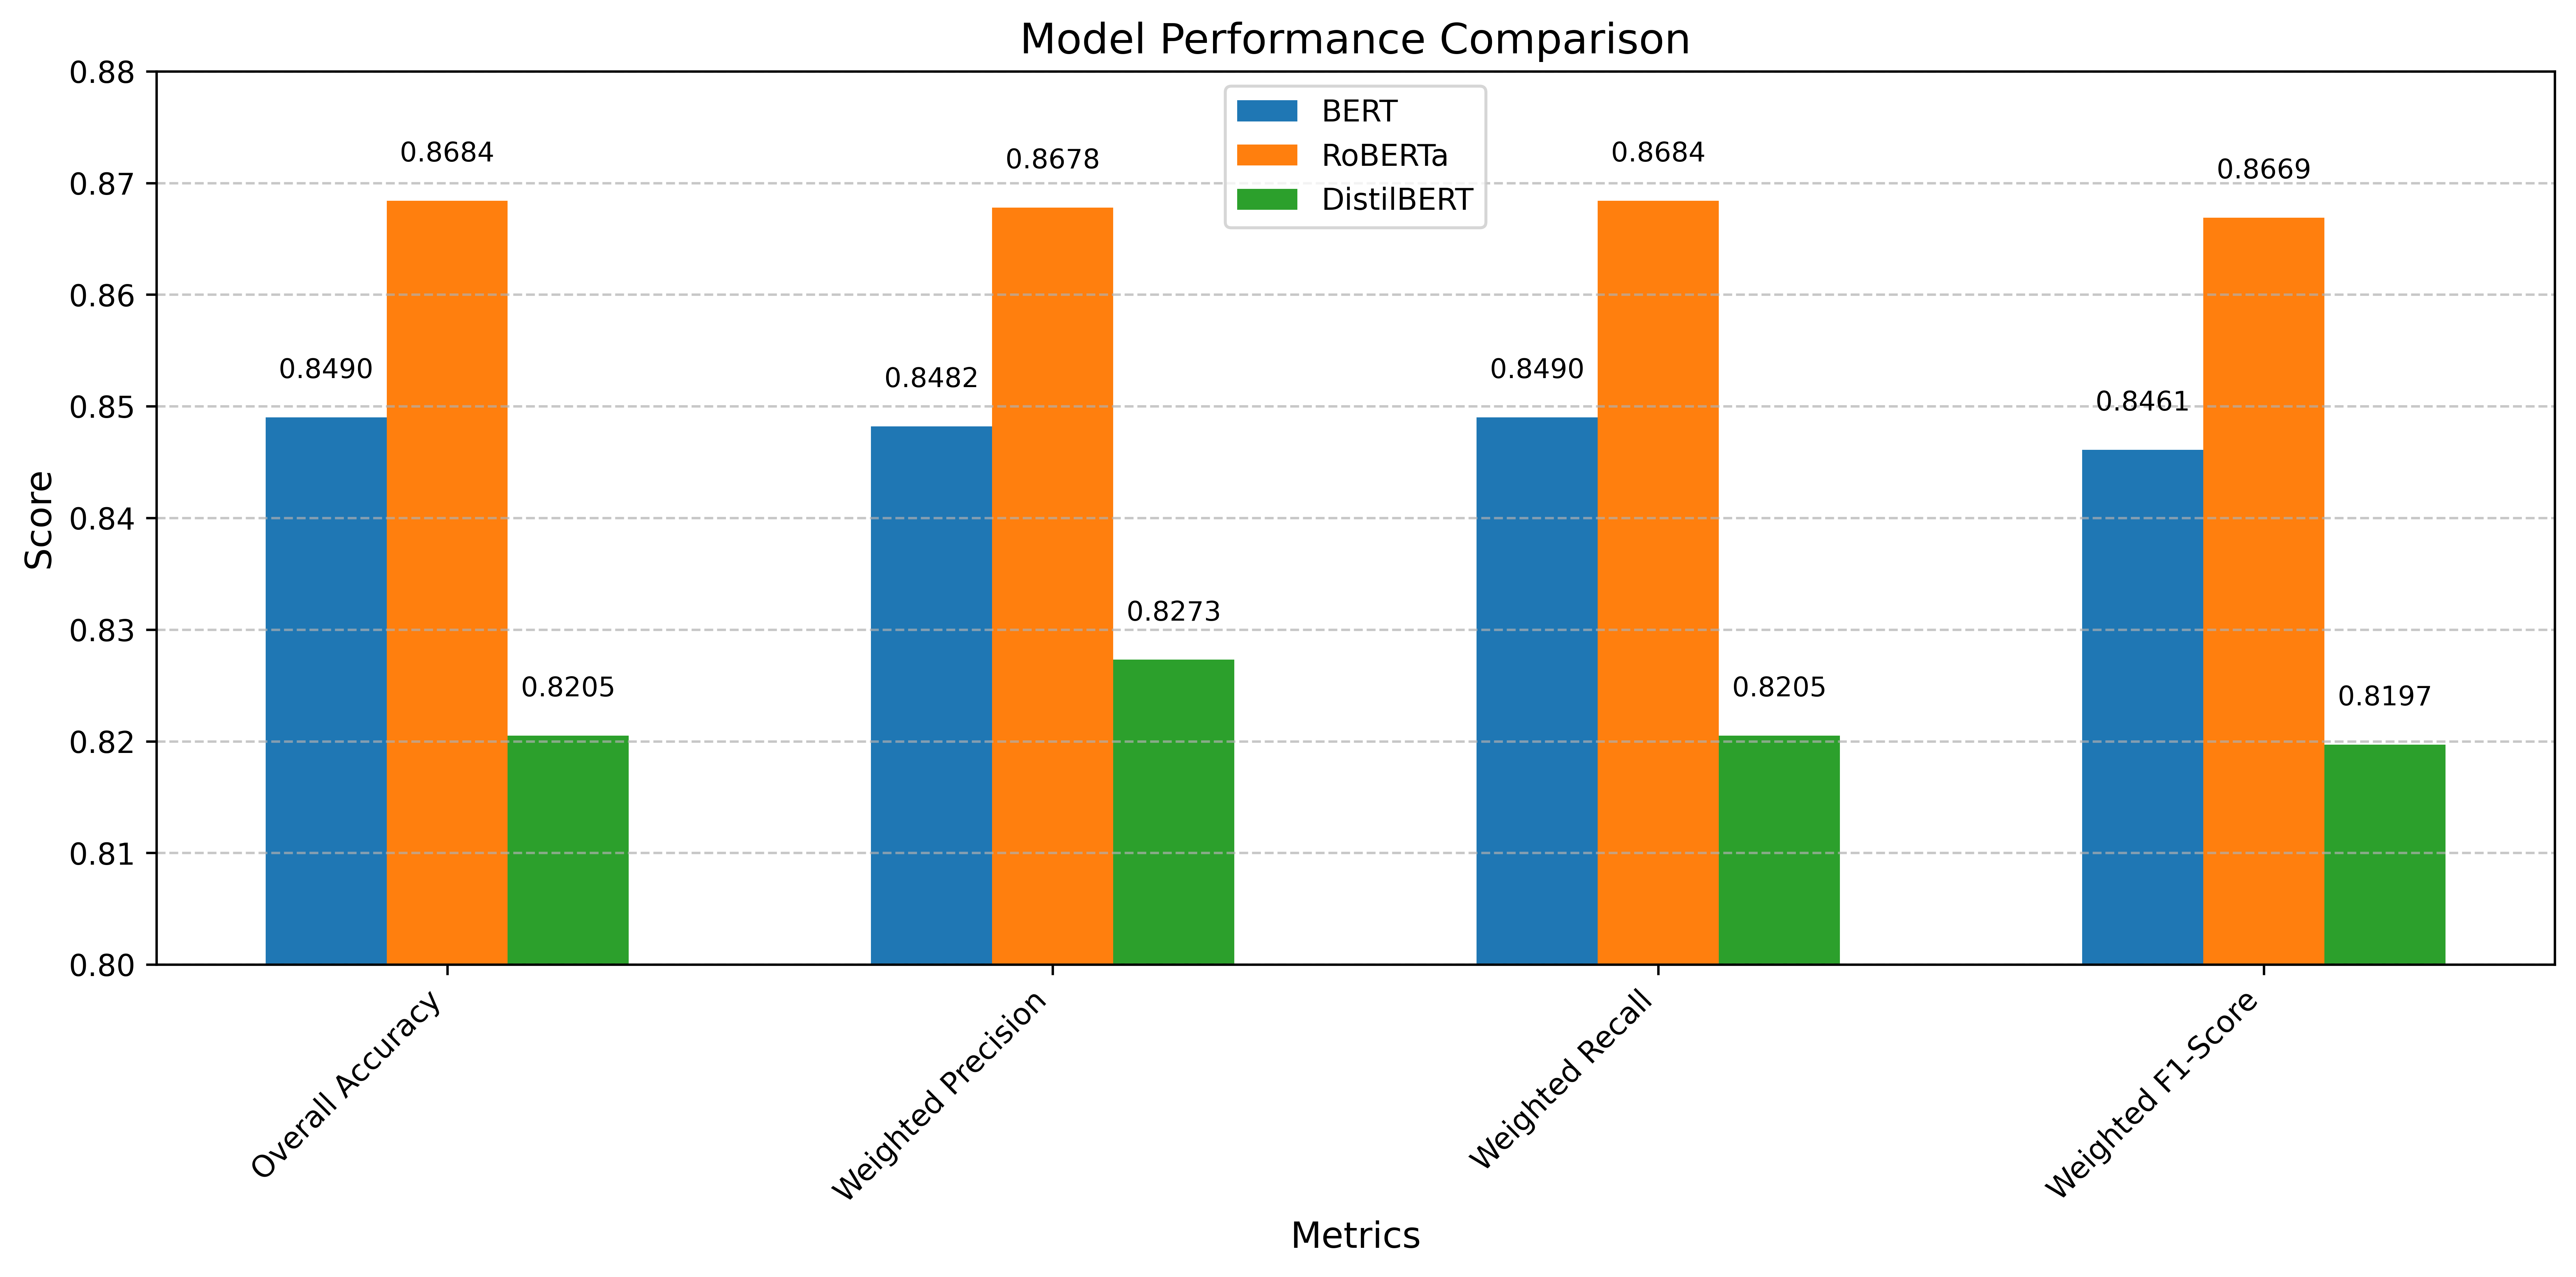 Model Performance Comparison
0.88
0.87
0.86
0.85
0.84
0.83
0.82
0.81
0.80
Score
BERT
RoBERTa
DistilBERT
0.8490
0.8684
0.8205
0.8482
0.8678
0.8273
0.8490
0.8684
0.8205
0.8461
0.8669
0.8197
Overall Accuracy
Weighted Precision
Weighted Recall
Weighted F1-Score
Metrics